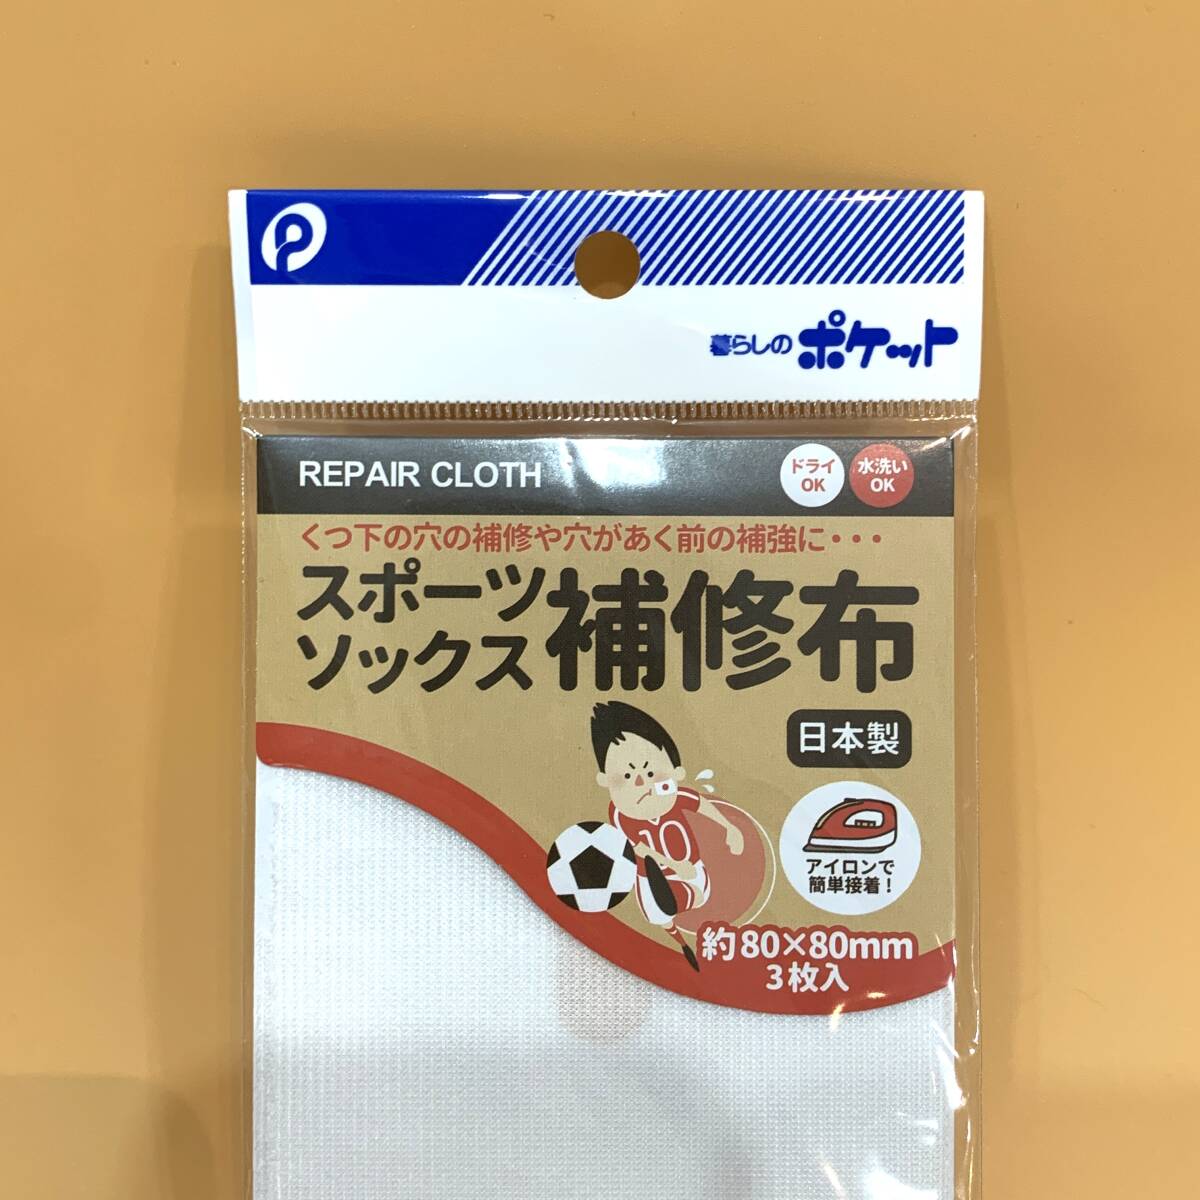 暮らしのポケット
REPAIR CLOTH
ドライ
OK
水洗い
OK
くつ下の穴の補修や穴があく前の補強に・・・
スポーツ
ソックス
補修布
日本製
10
アイロンで
簡単接着！
約80×80mm
3枚入